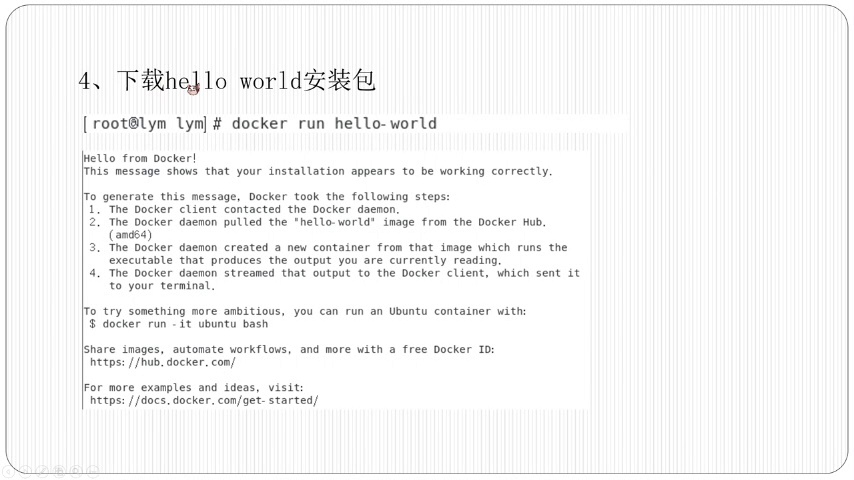 4、下载hello world安装包
[root@lym lym]# docker run hello-world
Hello from Docker!
This message shows that your installation appears to be working correctly.
To generate this message, Docker took the following steps:
1. The Docker client contacted the Docker daemon.
2. The Docker daemon pulled the "hello-world" image from the Docker Hub.
(amd64)
3. The Docker daemon created a new container from that image which runs the
executable that produces the output you are currently reading.
4. The Docker daemon streamed that output to the Docker client, which sent it
to your terminal.
To try something more ambitious, you can run an Ubuntu container with:
$ docker run -it ubuntu bash
Share images, automate workflows, and more with a free Docker ID:
https://hub.docker.com/
For more examples and ideas, visit:
https://docs.docker.com/get-started/